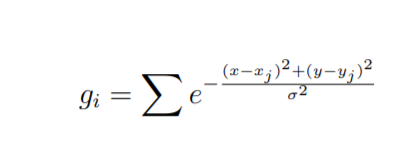 g_i = \sum e^{-\frac{(x-x_j)^2+(y-y_j)^2}{\sigma^2}}